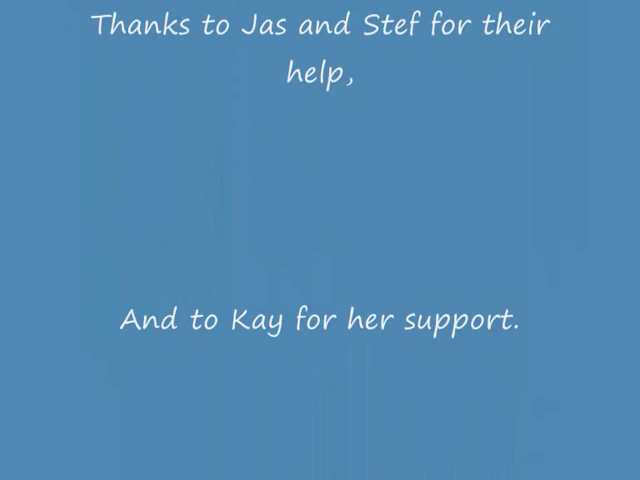 Thanks to Jas and Stef for their
help,
And to Kay for her support.